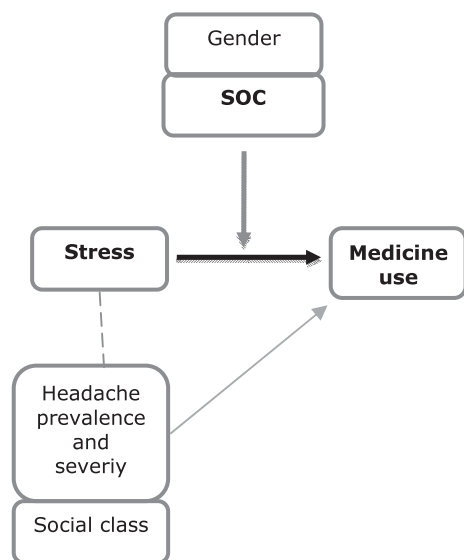 Gender
SOC
Stress
Medicine
use
Headache
prevalence
and
severiy
Social class